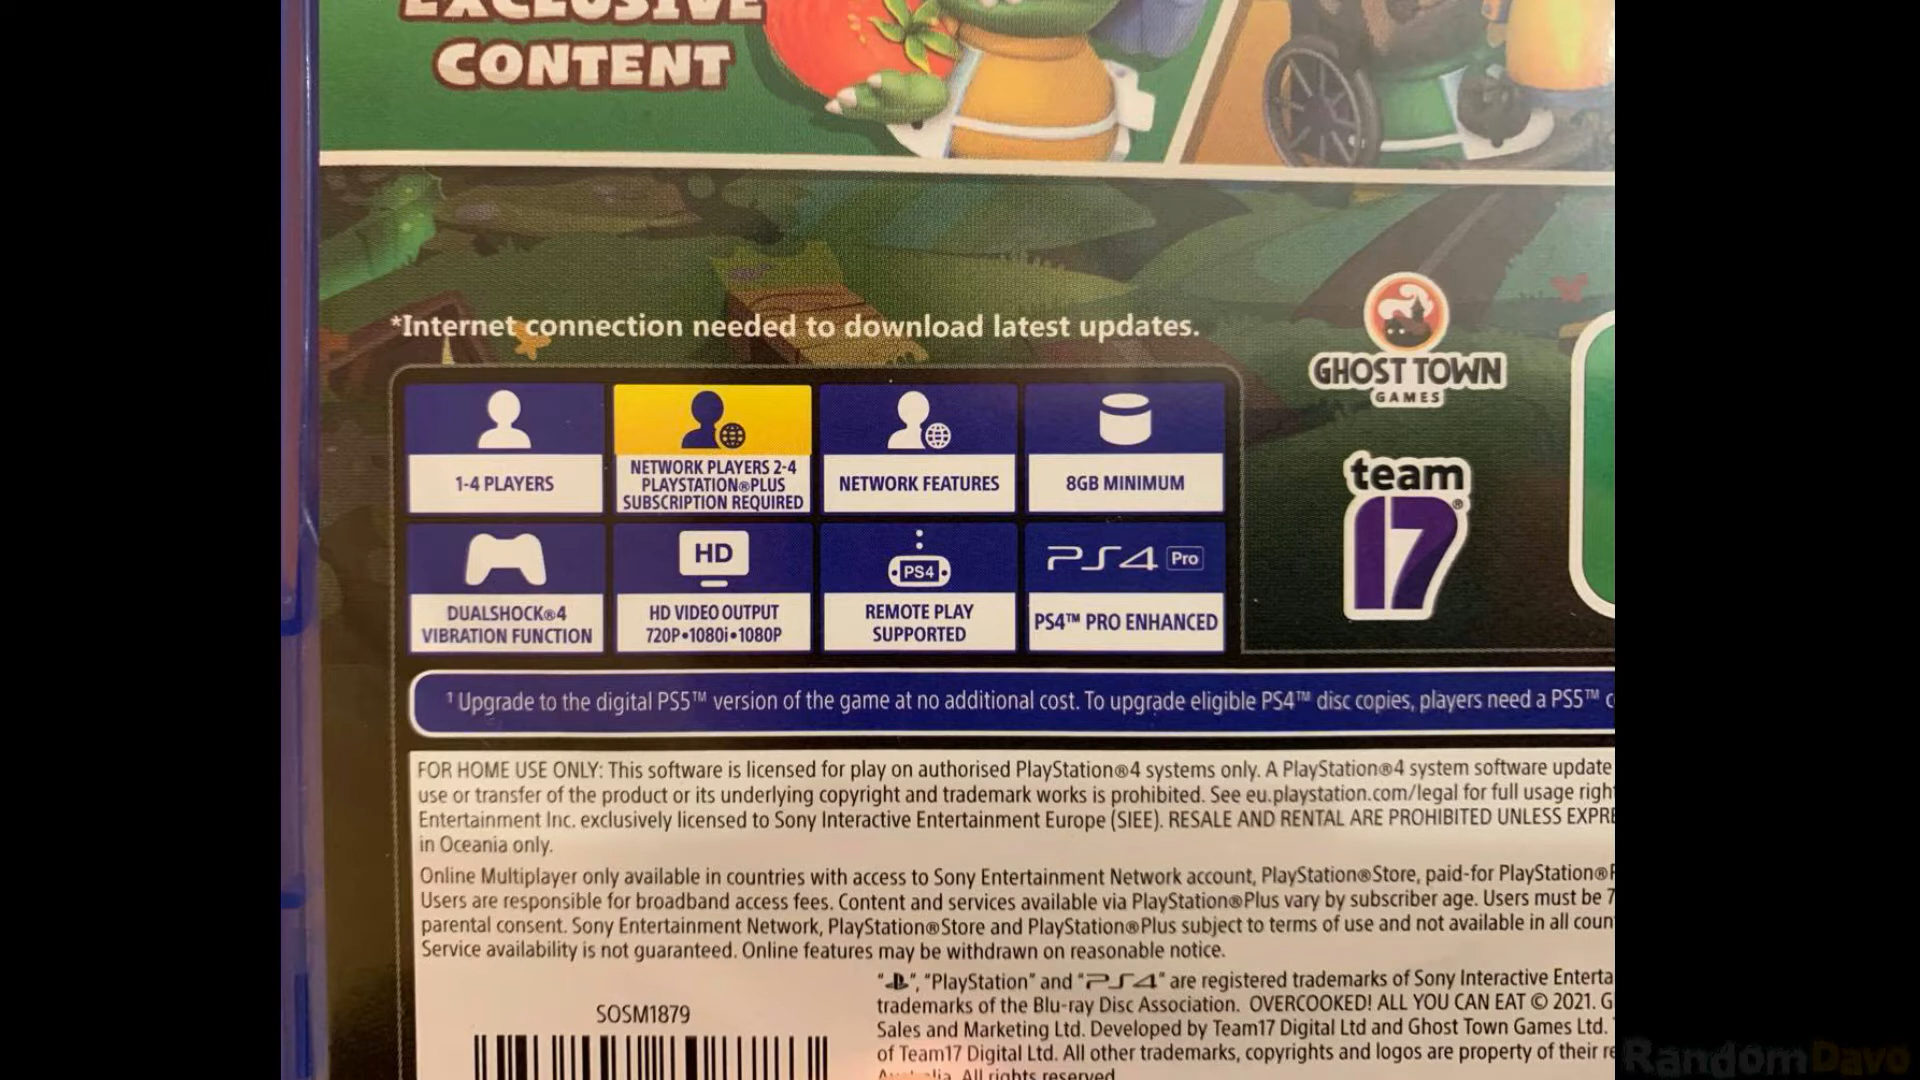 EXCLUSIVE
CONTENT
*Internet connection needed to download latest updates.
GHOST TOWN
GAMES
1-4 PLAYERS
NETWORK PLAYERS 2-4
PLAYSTATION®PLUS
SUBSCRIPTION REQUIRED
NETWORK FEATURES
8GB MINIMUM
team
17®
HD
PS4
PS4 Pro
DUALSHOCK®4
VIBRATION FUNCTION
HD VIDEO OUTPUT
720P•1080i•1080P
REMOTE PLAY
SUPPORTED
PS4™ PRO ENHANCED
¹ Upgrade to the digital PS5™ version of the game at no additional cost. To upgrade eligible PS4™ disc copies, players need a PS5™
FOR HOME USE ONLY: This software is licensed for play on authorised PlayStation®4 systems only. A PlayStation®4 system software update
use or transfer of the product or its underlying copyright and trademark works is prohibited. See eu.playstation.com/legal for full usage
Entertainment Inc. exclusively licensed to Sony Interactive Entertainment Europe (SIEE). RESALE AND RENTAL ARE PROHIBITED UNLESS
in Oceania only.
Online Multiplayer only available in countries with access to Sony Entertainment Network account, PlayStation®Store, paid-for PlayStation®
Users are responsible for broadband access fees. Content and services available via PlayStation®Plus vary by subscriber age. Users must be 7
parental consent. Sony Entertainment Network, PlayStation®Store and PlayStation®Plus subject to terms of use and not available in all
Service availability is not guaranteed. Online features may be withdrawn on reasonable notice.
SOSM1879
"PlayStation" and "PS4" are registered trademarks of Sony Interactive
trademarks of the Blu-ray Disc Association. OVERCOOKED! ALL YOU CAN EAT © 2021.
Sales and Marketing Ltd. Developed by Team17 Digital Ltd and Ghost Town Games Ltd.
of Team17 Digital Ltd. All other trademarks, copyrights and logos are property of their
All rights reserved
RandomDavo